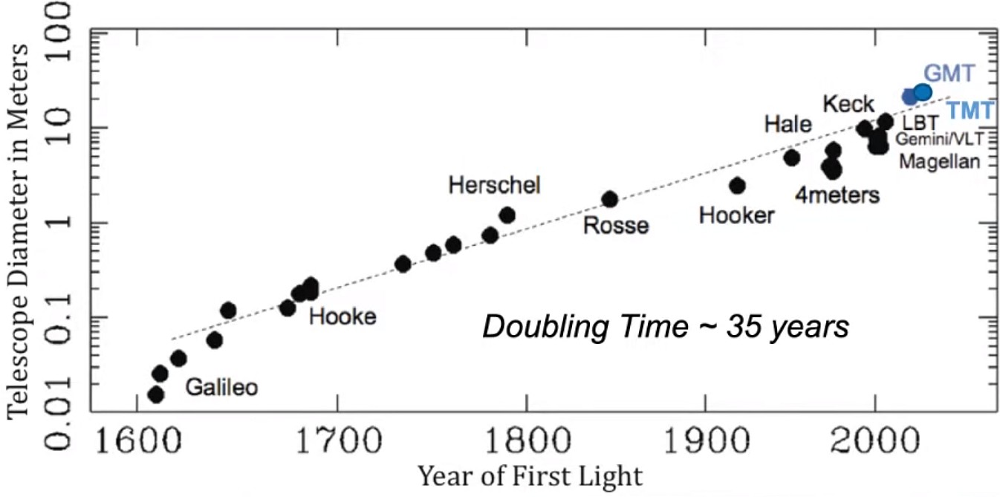 Telescope Diameter in Meters
100
10
1
0.1
0.01
GMT
TMT
Keck
LBT
Hale
Gemini/VLT
Magellan
4meters
Herschel
Rosse
Hooker
Hooke
Doubling Time ~ 35 years
Galileo
1600 1700 1800 1900 2000
Year of First Light